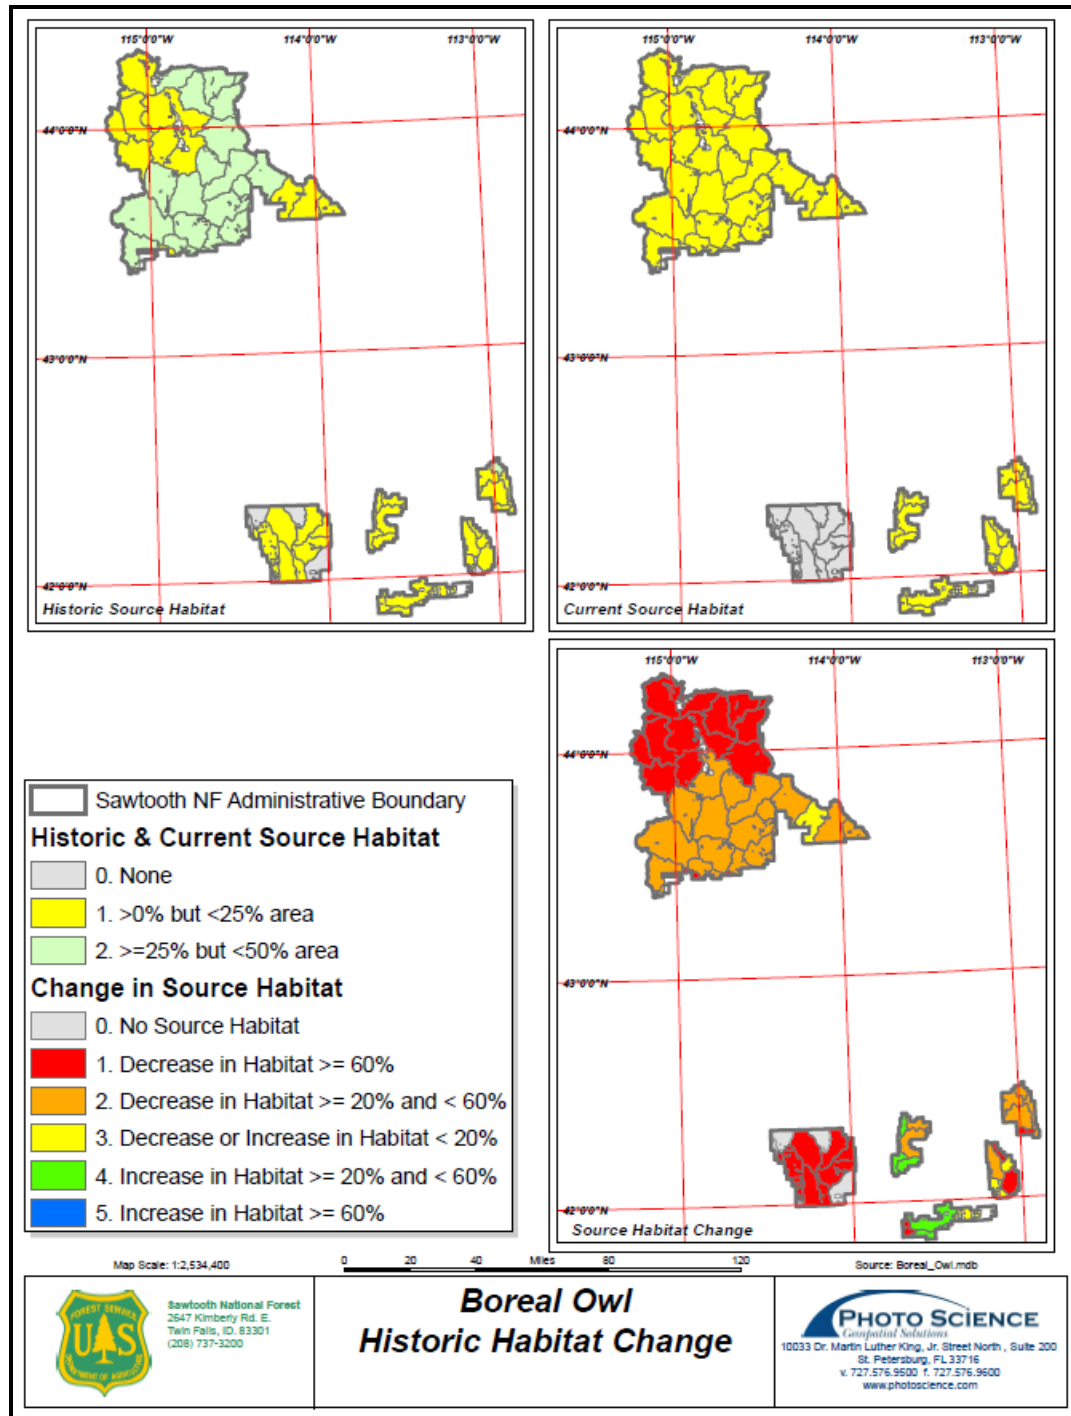 115°0'0"W 114°0'0"W 113°0'0"W
44°0'0"N
43°0'0"N
42°0'0"N
Historic Source Habitat
115°0'0"W 114°0'0"W 113°0'0"W
44°0'0"N
43°0'0"N
42°0'0"N
Current Source Habitat
115°0'0"W 114°0'0"W 113°0'0"W
44°0'0"N
43°0'0"N
42°0'0"N
Source Habitat Change
Sawtooth NF Administrative Boundary
Historic & Current Source Habitat
0. None
1. >0% but <25% area
2. >=25% but <50% area
Change in Source Habitat
0. No Source Habitat
1. Decrease in Habitat >= 60%
2. Decrease in Habitat >= 20% and < 60%
3. Decrease or Increase in Habitat < 20%
4. Increase in Habitat >= 20% and < 60%
5. Increase in Habitat >= 60%
Map Scale: 1:2,534,400
0 20 40 Miles 80 120
Source: Boreal_Owl.mdb
FOREST SERVICE
U S
DEPARTMENT OF AGRICULTURE
Sawtooth National Forest
2647 Kimberly Rd. E.
Twin Falls, ID. 83301
(208) 737-3200
Boreal Owl
Historic Habitat Change
PHOTO SCIENCE
Geospatial Solutions
10033 Dr. Martin Luther King, Jr. Street North , Suite 200
St. Petersburg, FL 33716
v. 727.576.9500 f. 727.576.9600
www.photoscience.com